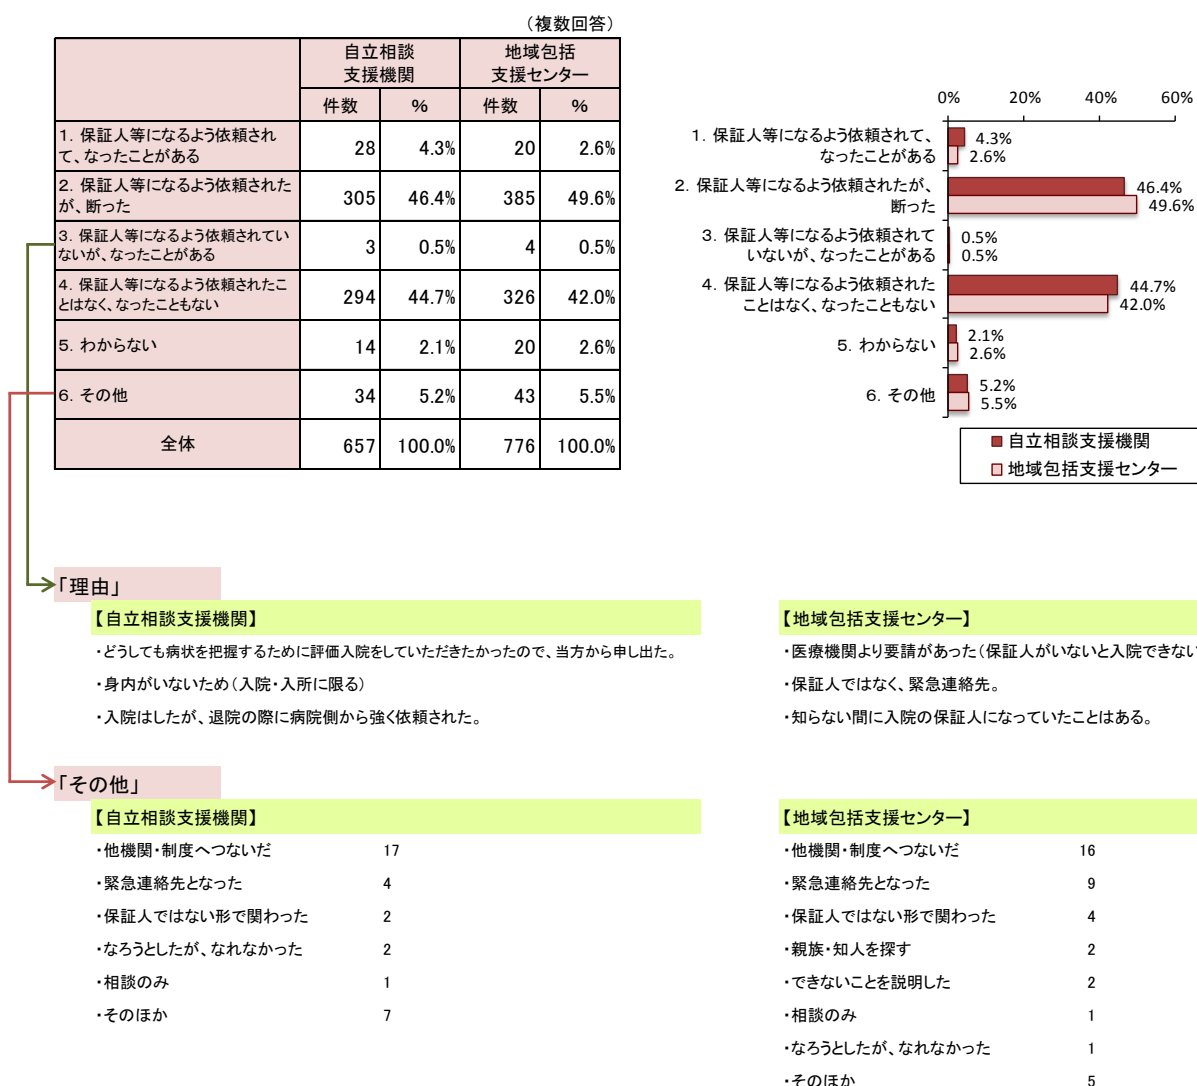 （複数回答）
自立相談
支援機関
地域包括
支援センター
件数 % 件数 %
1．保証人等になるよう依頼され
て、なったことがある
28 4.3% 20 2.6%
2．保証人等になるよう依頼された
が、断った
305 46.4% 385 49.6%
3．保証人等になるよう依頼されてい
ないが、なったことがある
3 0.5% 4 0.5%
4．保証人等になるよう依頼されたこ
とはなく、なったこともない
294 44.7% 326 42.0%
5．わからない 14 2.1% 20 2.6%
6．その他 34 5.2% 43 5.5%
全体 657 100.0% 776 100.0%
0% 20% 40% 60%
1．保証人等になるよう依頼されて、
なったことがある
4.3%
2.6%
2．保証人等になるよう依頼されたが、
断った
46.4%
49.6%
3．保証人等になるよう依頼されて
いないが、なったことがある
0.5%
0.5%
4．保証人等になるよう依頼された
ことはなく、なったこともない
44.7%
42.0%
5．わからない
2.1%
2.6%
6．その他
5.2%
5.5%
自立相談支援機関
地域包括支援センター
「理由」
【自立相談支援機関】
・どうしても病状を把握するために評価入院をしていただきたかったので、当方から申し出た。
・身内がいないため（入院・入所に限る）
・入院はしたが、退院の際に病院側から強く依頼された。
【地域包括支援センター】
・医療機関より要請があった（保証人がいないと入院できない
・保証人ではなく、緊急連絡先。
・知らない間に入院の保証人になっていたことはある。
「その他」
【自立相談支援機関】
・他機関・制度へつないだ 17
・緊急連絡先となった 4
・保証人ではない形で関わった 2
・なろうとしたが、なれなかった 2
・相談のみ 1
・そのほか 7
【地域包括支援センター】
・他機関・制度へつないだ 16
・緊急連絡先となった 9
・保証人ではない形で関わった 4
・親族・知人を探す 2
・できないことを説明した 2
・相談のみ 1
・なろうとしたが、なれなかった 1
・そのほか 5